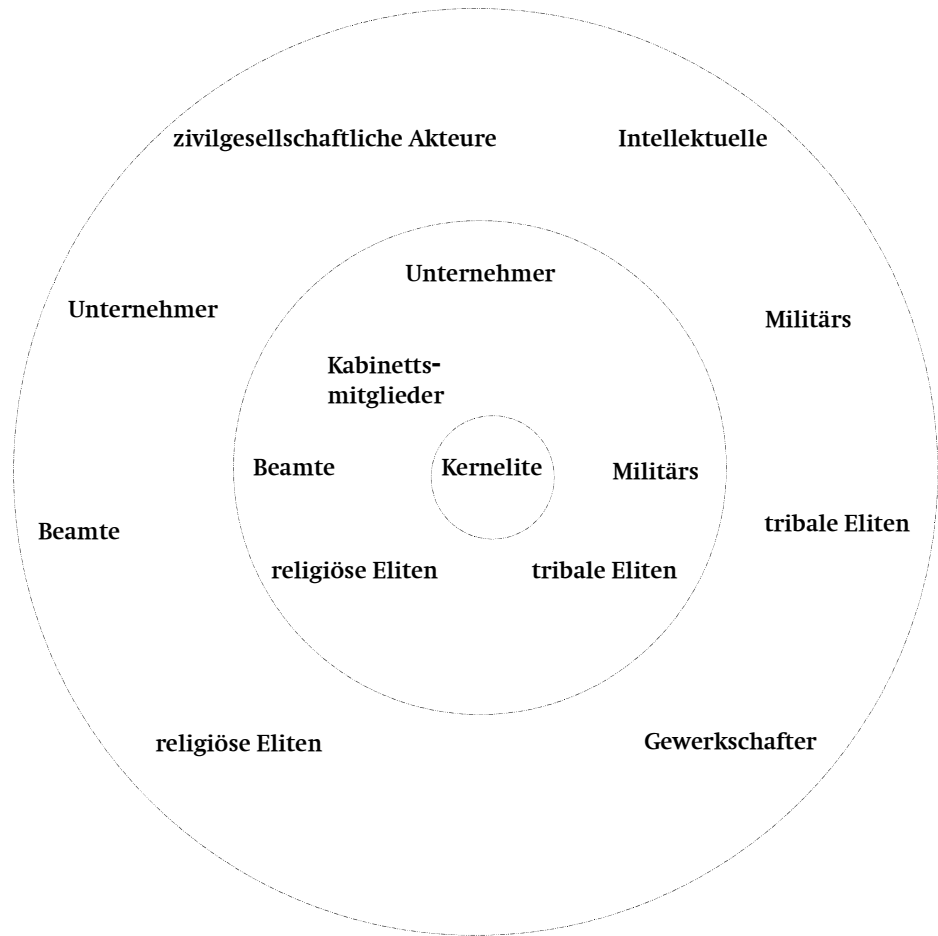 zivilgesellschaftliche Akteure
Intellektuelle
Unternehmer
Unternehmer
Militärs
Kabinetts-
mitglieder
Beamte
Kernelite
Militärs
Beamte
tribale Eliten
religiöse Eliten
tribale Eliten
religiöse Eliten
Gewerkschafter